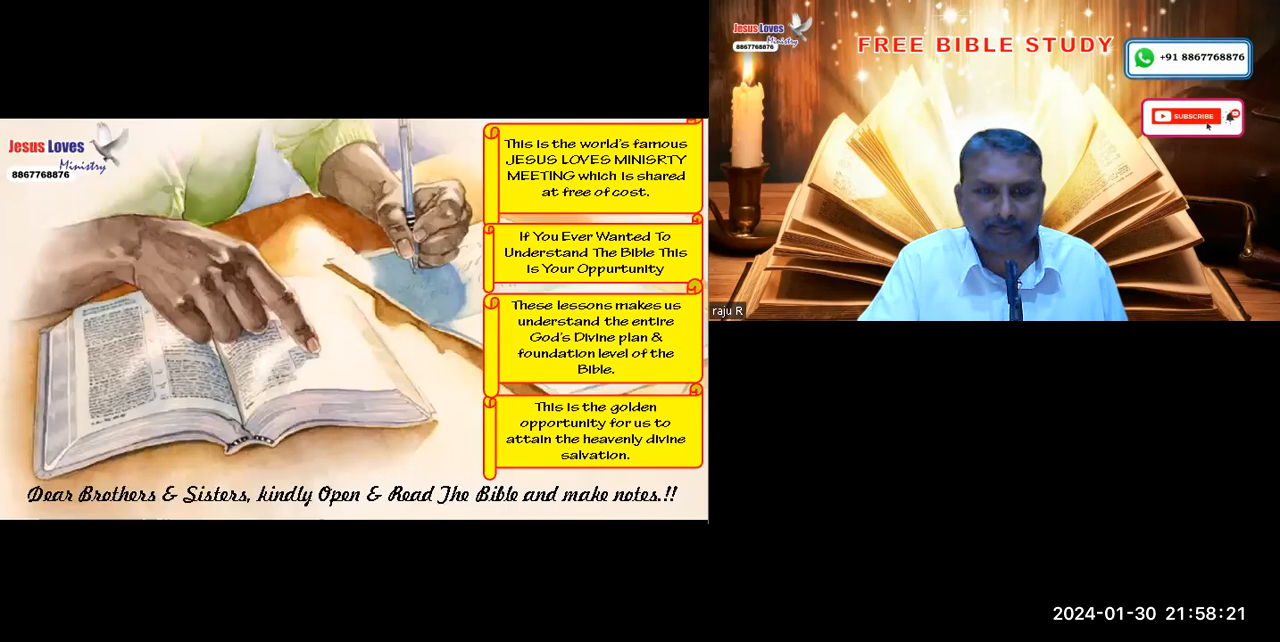 Jesus Loves
Ministry
8867768876
This is the world's famous
JESUS LOVES MINISRTY
MEETING which is shared
at free of cost.
If You Ever Wanted To
Understand The Bible This
Is Your Oppurtunity
These lessons makes us
understand the entire
God's Divine plan &
foundation level of the
Bible.
This is the golden
opportunity for us to
attain the heavenly divine
salvation.
Dear Brothers & Sisters, kindly Open & Read The Bible and make notes.!!
Jesus Loves
Ministry
8867768876
FREE BIBLE STUDY
+91 8867768876
SUBSCRIBE
raju R
2024-01-30 21:58:21